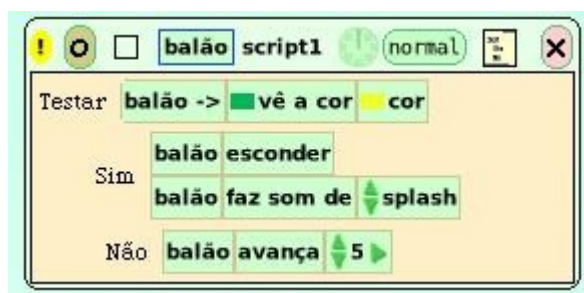 ! O balão script1 normal
Testar balão -> vê a cor cor
Sim
balão esconder
balão faz som de splash
Não balão avança 5